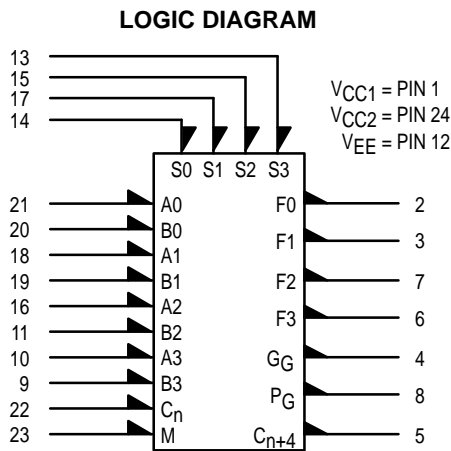 LOGIC DIAGRAM
13
15
17
14
VCC1 = PIN 1
VCC2 = PIN 24
VEE = PIN 12
S0 S1 S2 S3
21 A0 F0 2
20 B0
18 A1 F1 3
19 B1 F2 7
16 A2
11 B2 F3 6
10 A3 GG 4
9 B3 PG 8
22 Cn
23 M Cn+4 5